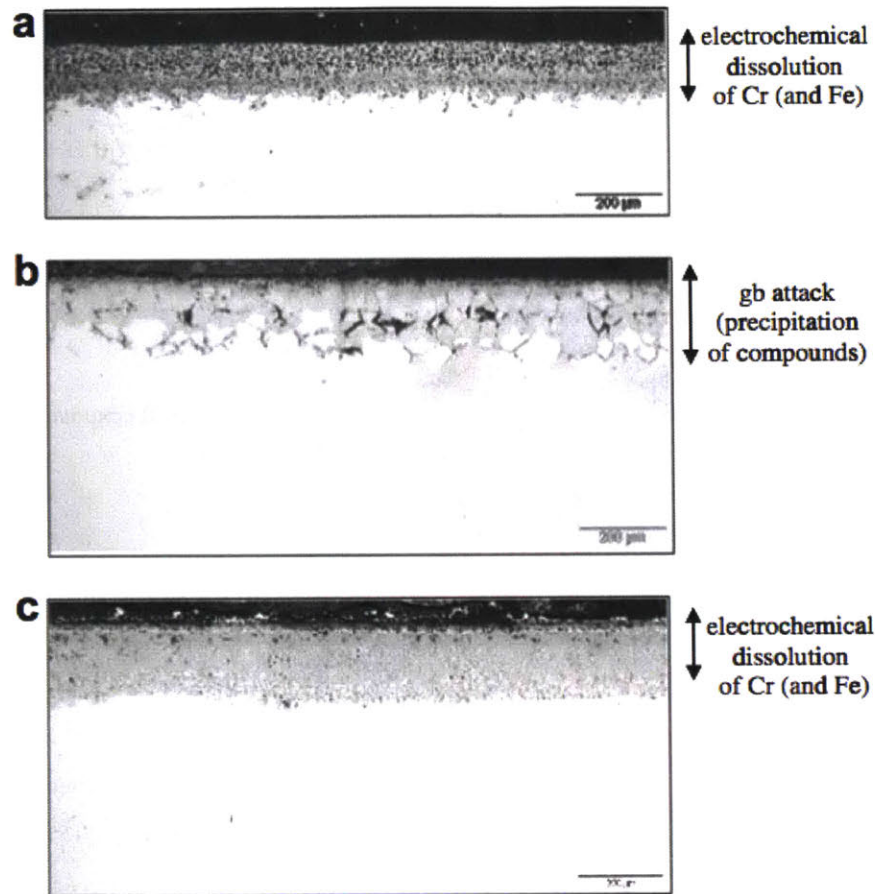 a
electrochemical
dissolution
of Cr (and Fe)
200 µm
b
gb attack
(precipitation
of compounds)
200 µm
c
electrochemical
dissolution
of Cr (and Fe)